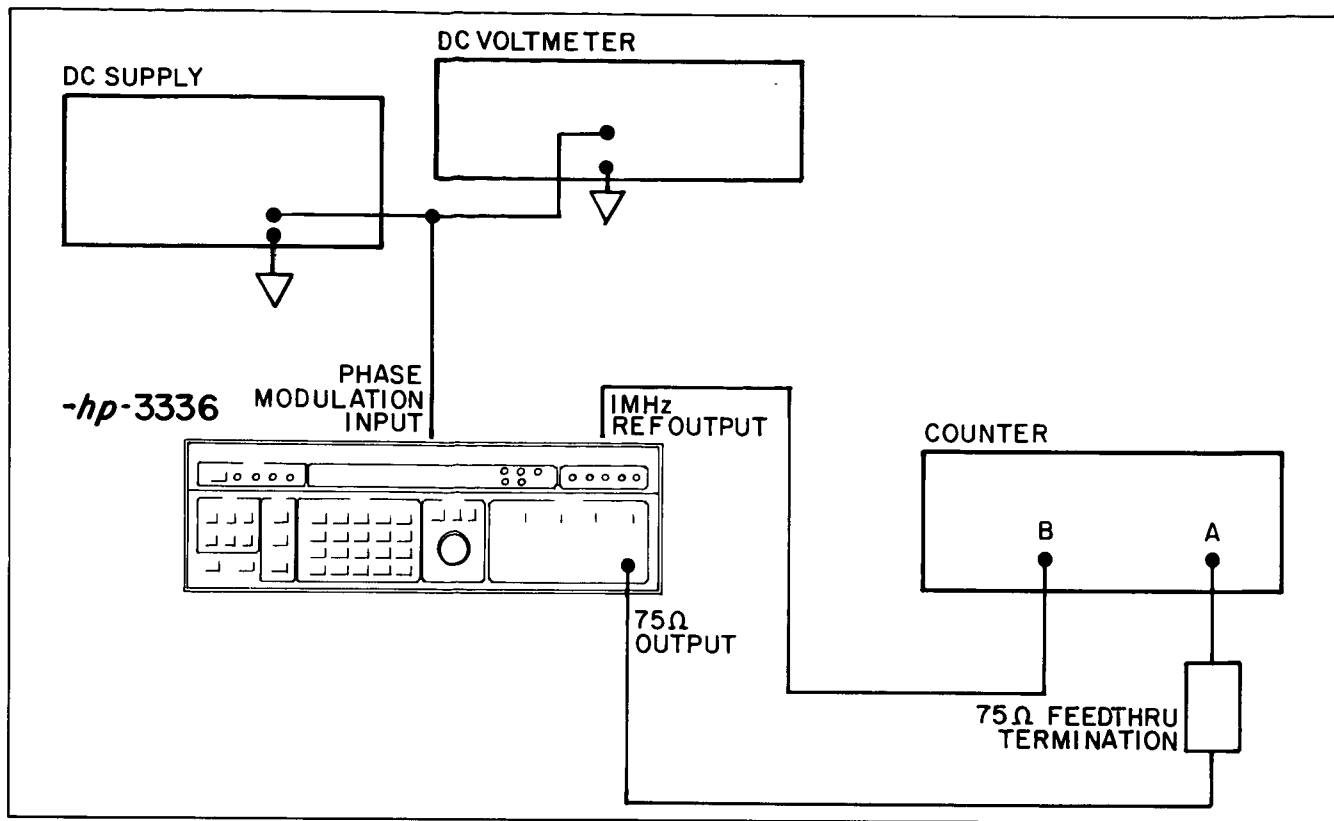 DC VOLTMETER
DC SUPPLY
PHASE
MODULATION
INPUT
-hp-3336
1MHz
REF OUTPUT
COUNTER
B
A
75Ω
OUTPUT
75Ω FEEDTHRU
TERMINATION